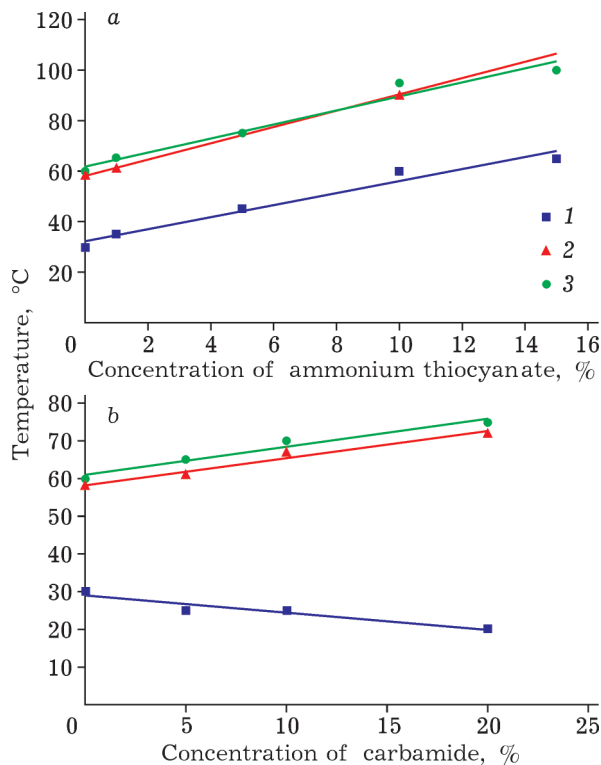 a
120
100
80
60
40
20
1
2
3
0 2 4 6 8 10 12 14 16
Concentration of ammonium thiocyanate, %
Temperature, °C
b
80
70
60
50
40
30
20
10
0 5 10 15 20 25
Concentration of carbamide, %